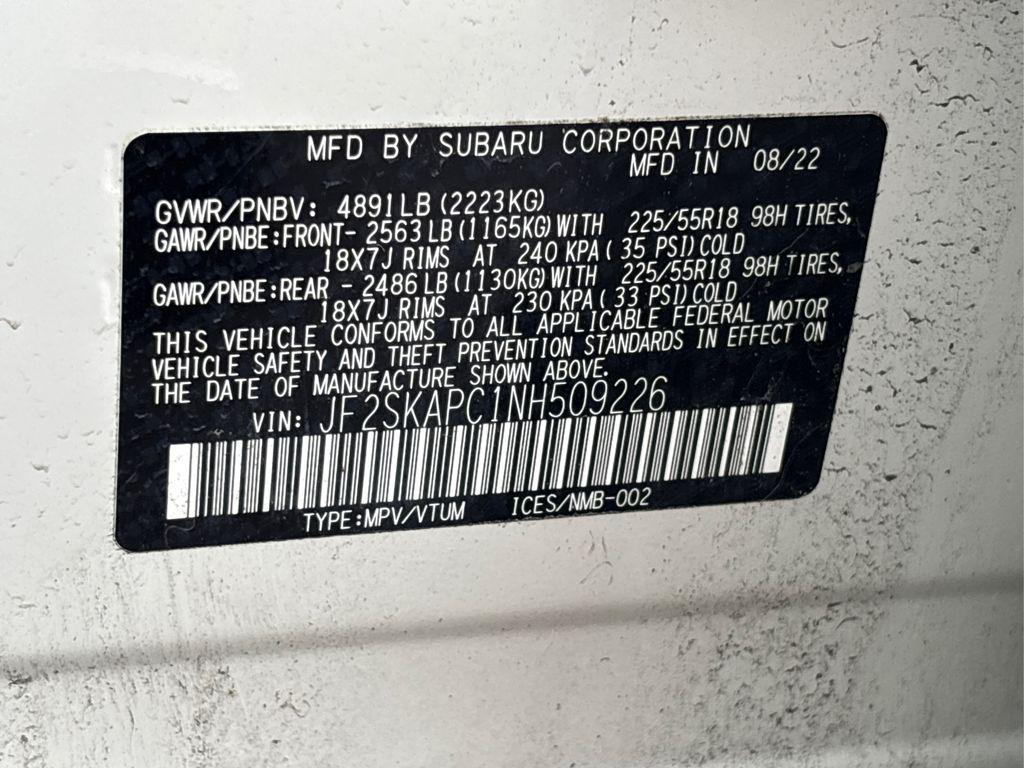 MFD BY SUBARU CORPORATION
MFD IN 08/22
GVWR/PNBV: 4891LB (2223KG)
GAWR/PNBE:FRONT- 2563 LB (1165KG) WITH 225/55R18 98H TIRES,
18X7J RIMS AT 240 KPA ( 35 PSI) COLD
GAWR/PNBE:REAR - 2486 LB (1130KG) WITH 225/55R18 98H TIRES,
18X7J RIMS AT 230 KPA ( 33 PSI) COLD
THIS VEHICLE CONFORMS TO ALL APPLICABLE FEDERAL MOTOR
VEHICLE SAFETY AND THEFT PREVENTION STANDARDS IN EFFECT ON
THE DATE OF MANUFACTURE SHOWN ABOVE.
VIN: JF2SKAPC1NH509226
TYPE:MPV/VTUM ICES/NMB-002